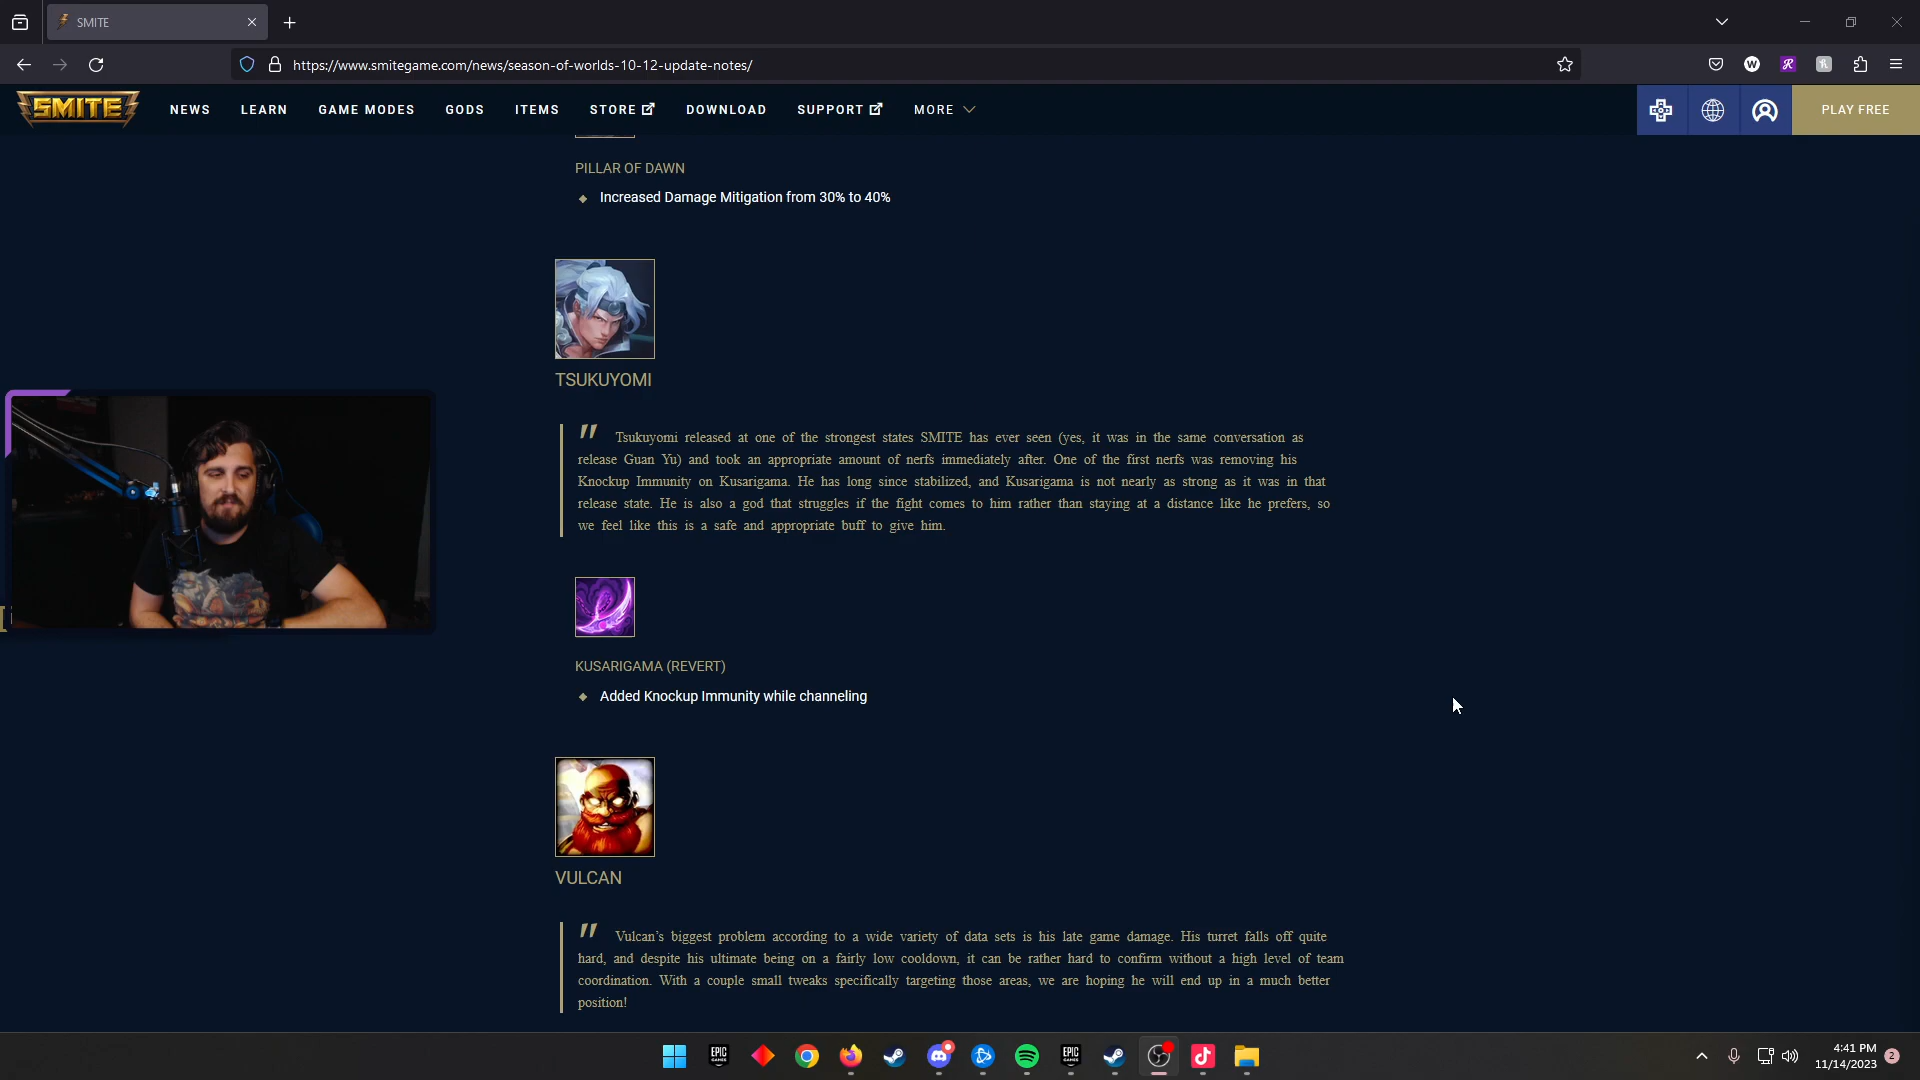 SMITE
https://www.smitegame.com/news/season-of-worlds-10-12-update-notes/
SMITE
NEWS
LEARN
GAME MODES
GODS
ITEMS
STORE
DOWNLOAD
SUPPORT
MORE
PLAY FREE
PILLAR OF DAWN
Increased Damage Mitigation from 30% to 40%
TSUKUYOMI
" Tsukuyomi released at one of the strongest states SMITE has ever seen (yes, it was in the same conversation as
release Guan Yu) and took an appropriate amount of nerfs immediately after. One of the first nerfs was removing his
Knockup Immunity on Kusarigama. He has long since stabilized, and Kusarigama is not nearly as strong as it was in that
release state. He is also a god that struggles if the fight comes to him rather than staying at a distance like he prefers, so
we feel like this is a safe and appropriate buff to give him.
KUSARIGAMA (REVERT)
Added Knockup Immunity while channeling
VULCAN
" Vulcan's biggest problem according to a wide variety of data sets is his late game damage. His turret falls off quite
hard, and despite his ultimate being on a fairly low cooldown, it can be rather hard to confirm without a high level of team
coordination. With a couple small tweaks specifically targeting those areas, we are hoping he will end up in a much better
position!
EPIC GAMES
EPIC GAMES
4:41 PM
11/14/2023
2